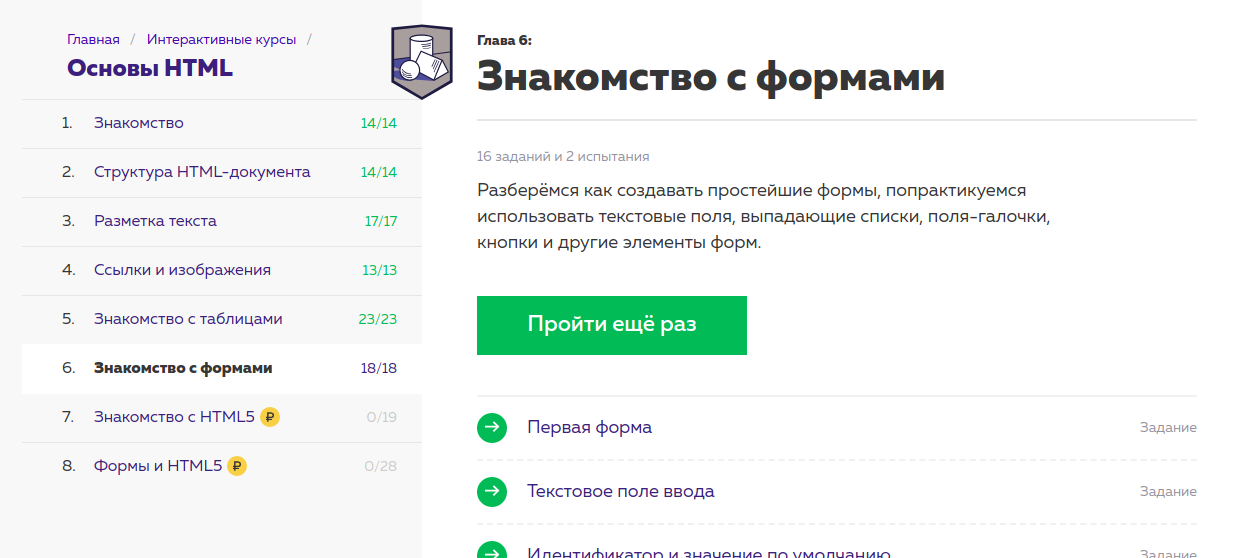 Главная / Интерактивные курсы /
Основы HTML
1. Знакомство 14/14
2. Структура HTML-документа 14/14
3. Разметка текста 17/17
4. Ссылки и изображения 13/13
5. Знакомство с таблицами 23/23
6. Знакомство с формами 18/18
7. Знакомство с HTML5 ₽ 0/19
8. Формы и HTML5 ₽ 0/28
Глава 6:
Знакомство с формами
16 заданий и 2 испытания
Разберёмся как создавать простейшие формы, попрактикуемся
использовать текстовые поля, выпадающие списки, поля-галочки,
кнопки и другие элементы форм.
Пройти ещё раз
Первая форма Задание
Текстовое поле ввода Задание
Идентификатор и значение по умолчанию Задание